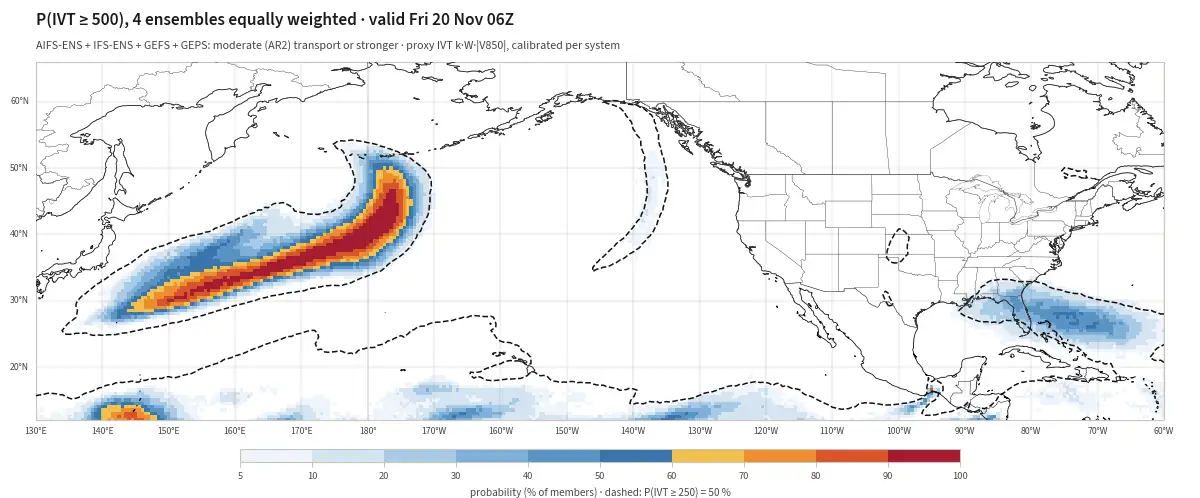 P(IVT ≥ 500), 4 ensembles equally weighted · valid Fri 20 Nov 06Z
AIFS-ENS + IFS-ENS + GEFS + GEPS: moderate (AR2) transport or stronger · proxy IVT k·W·|V850|, calibrated per system
60°N
50°N
40°N
30°N
20°N
130°E 140°E 150°E 160°E 170°E 180° 170°W 160°W 150°W 140°W 130°W 120°W 110°W 100°W 90°W 80°W 70°W 60°W
5 10 20 30 40 50 60 70 80 90 100
probability (% of members) · dashed: P(IVT ≥ 250) = 50 %